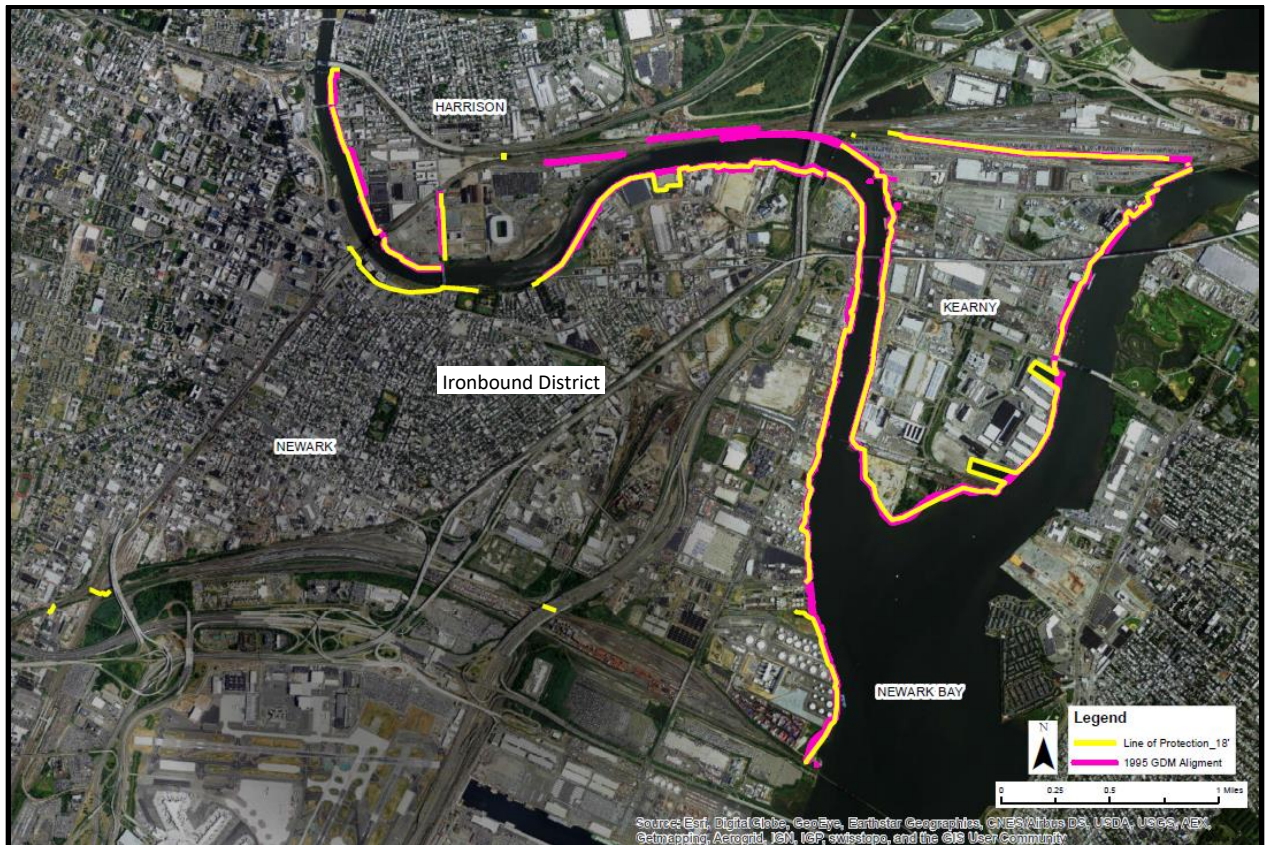 HARRISON
KEARNY
Ironbound District
NEWARK
NEWARK BAY
N
Legend
Line of Protection_18'
1995 GDM Aligment
0 0.25 0.5 1 Miles
Source: Esri, DigitalGlobe, GeoEye, Earthstar Geographics, CNES/Airbus DS, USDA, USGS, AEX,
Getmapping, Aerogrid, IGN, IGP, swisstopo, and the GIS User Community